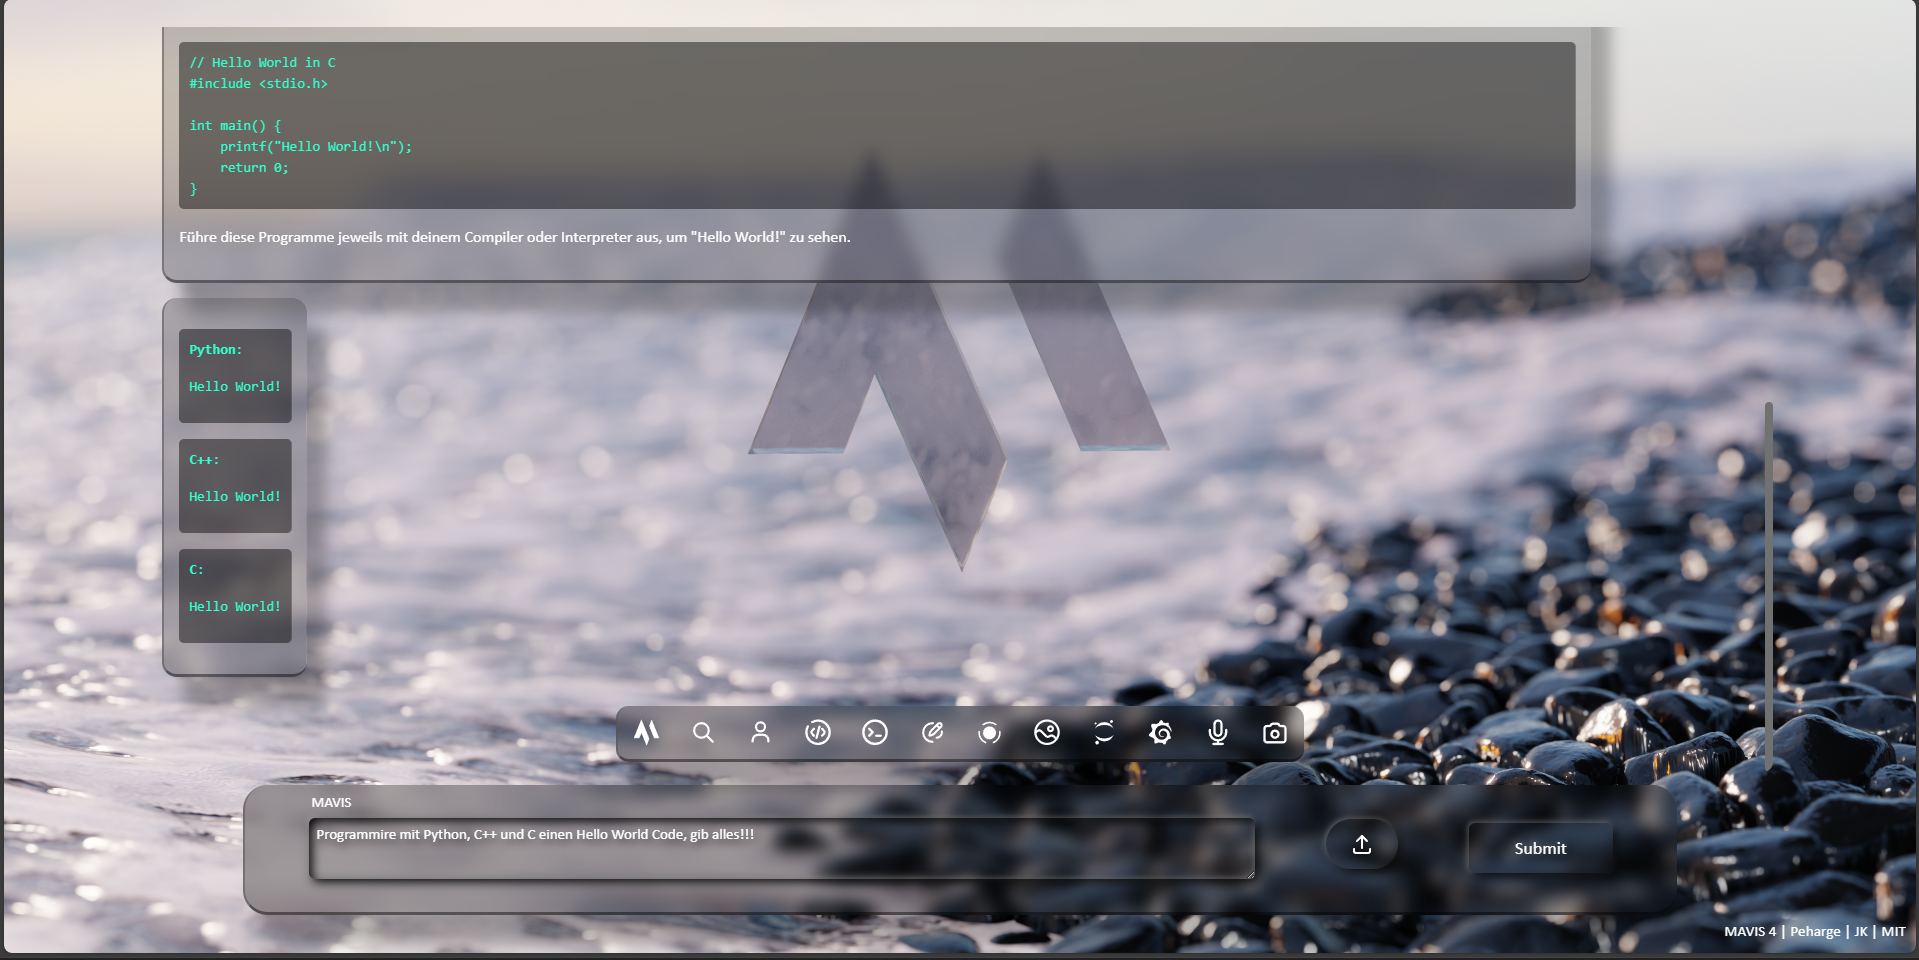 // Hello World in C
#include <stdio.h>
int main() {
printf("Hello World!\n");
return 0;
}
Führe diese Programme jeweils mit deinem Compiler oder Interpreter aus, um "Hello World!" zu sehen.
Python:
Hello World!
C++:
Hello World!
C:
Hello World!
MAVIS
Programmire mit Python, C++ und C einen Hello World Code, gib alles!!!
Submit
MAVIS 4 | Peharge | JK | MIT